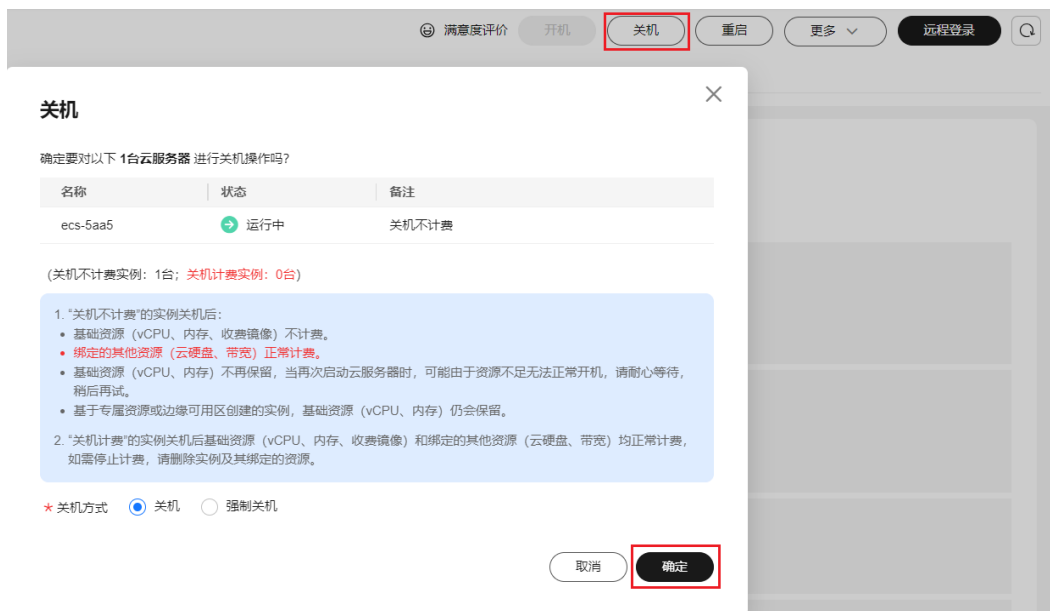 满意度评价 开机 关机 重启 更多 远程登录
关机
确定要对以下 1台云服务器 进行关机操作吗?
名称 状态 备注
ecs-5aa5 运行中 关机不计费
(关机不计费实例：1台；关机计费实例：0台)
1. “关机不计费”的实例关机后：
• 基础资源（vCPU、内存、收费镜像）不计费。
• 绑定的其他资源（云硬盘、带宽）正常计费。
• 基础资源（vCPU、内存）不再保留，当再次启动云服务器时，可能由于资源不足无法正常开机，请耐心等待，
稍后再试。
• 基于专属资源或边缘可用区创建的实例，基础资源（vCPU、内存）仍会保留。
2. “关机计费”的实例关机后基础资源（vCPU、内存、收费镜像）和绑定的其他资源（云硬盘、带宽）均正常计费，
如需停止计费，请删除实例及其绑定的资源。
* 关机方式 关机 强制关机
取消 确定